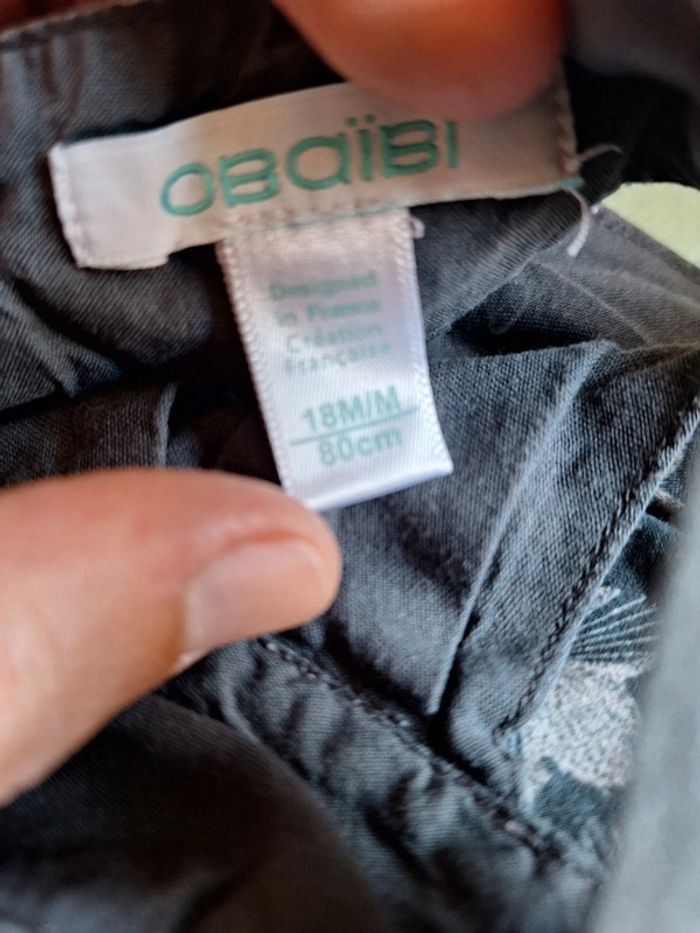 OBaïBI
Designed
in France
Création
Française
18M/M
80cm